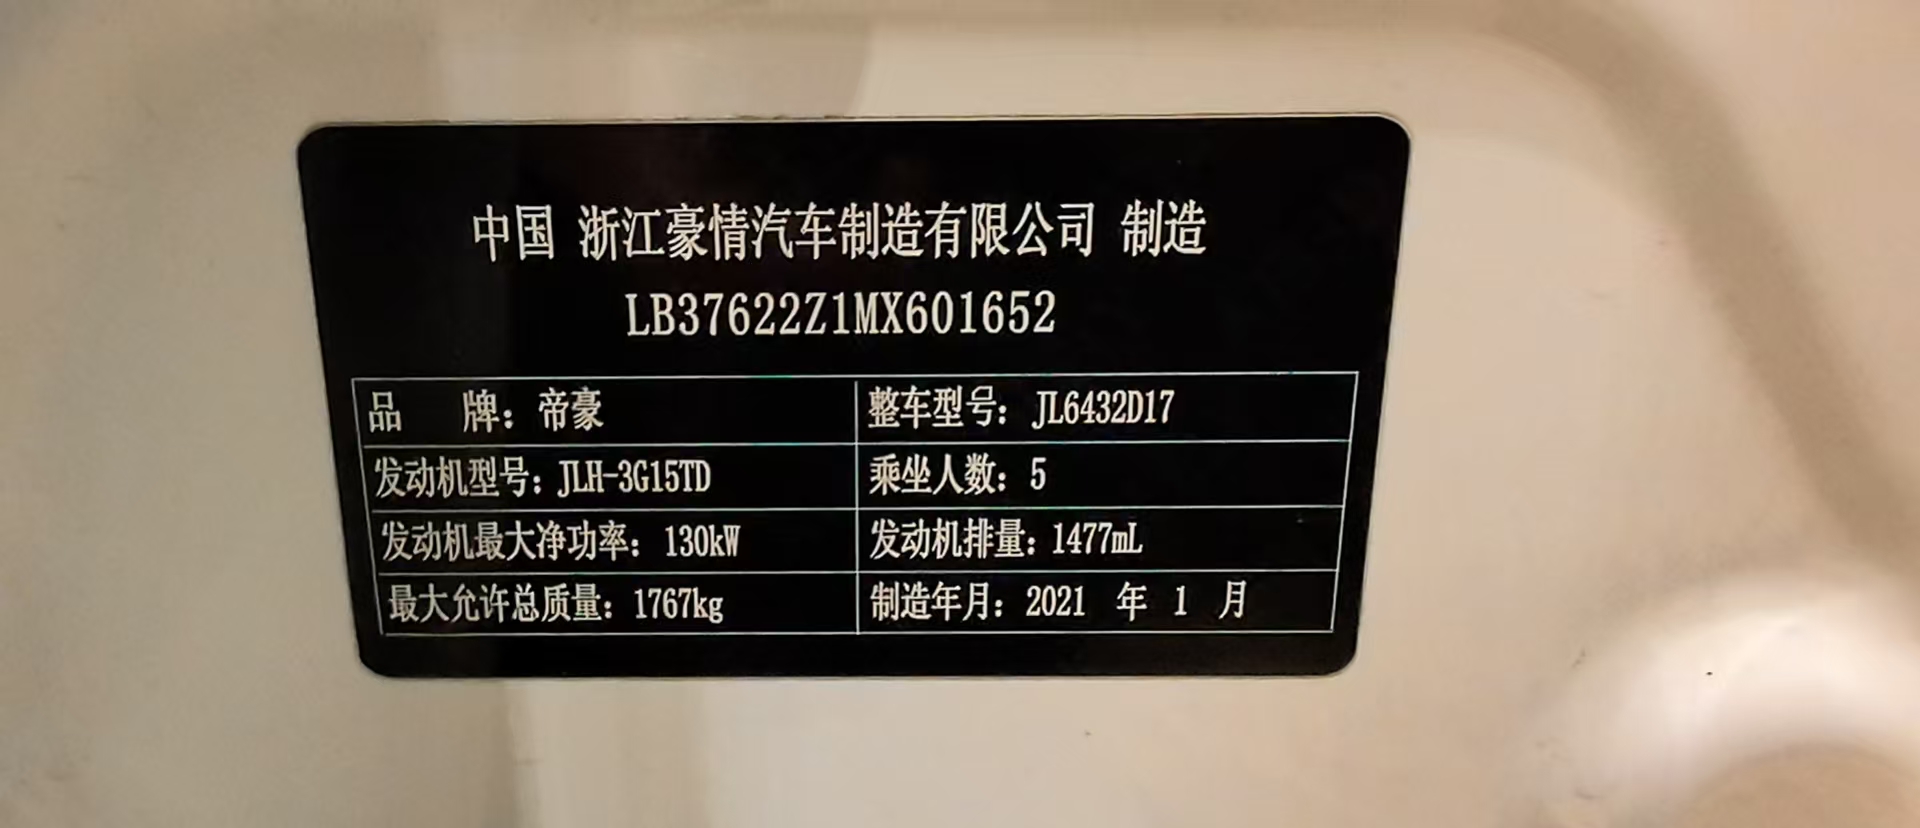 中国 浙江豪情汽车制造有限公司 制造
LB37622Z1MX601652
品 牌：帝豪 整车型号：JL6432D17
发动机型号：JLH-3G15TD 乘坐人数：5
发动机最大净功率：130kW 发动机排量：1477mL
最大允许总质量：1767kg 制造年月：2021 年 1 月